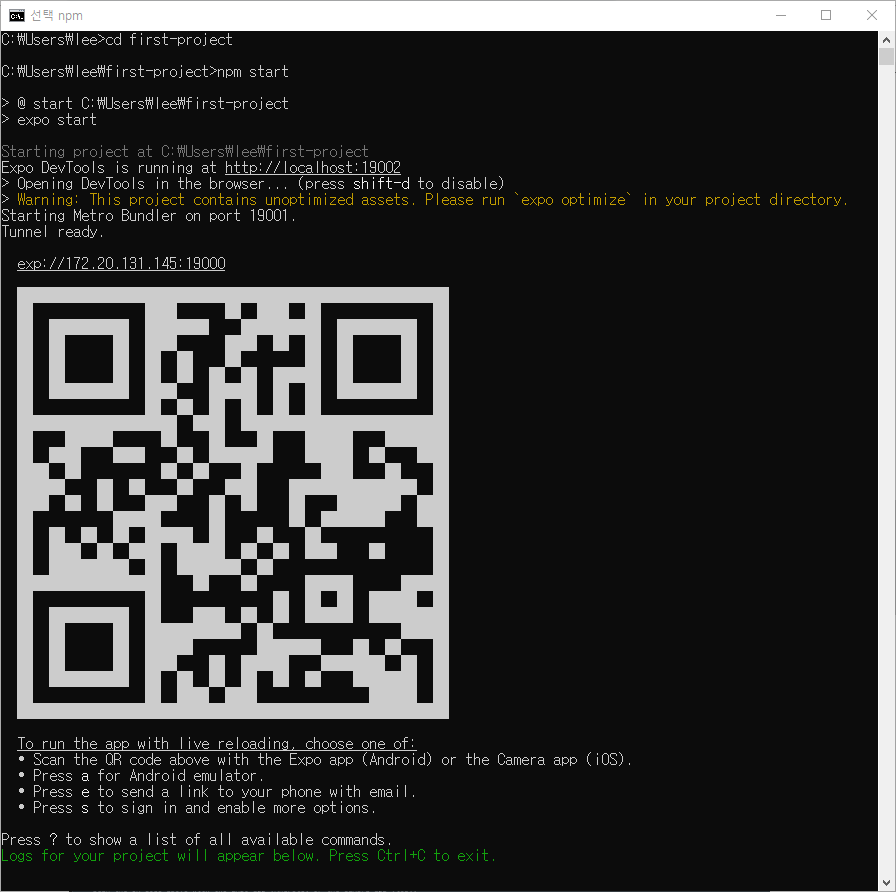 선택 npm
C:₩Users₩lee>cd first-project
C:₩Users₩lee₩first-project>npm start
> @ start C:₩Users₩lee₩first-project
> expo start
Starting project at C:₩Users₩lee₩first-project
Expo DevTools is running at http://localhost:19002
> Opening DevTools in the browser... (press shift-d to disable)
> Warning: This project contains unoptimized assets. Please run `expo optimize` in your project directory.
Starting Metro Bundler on port 19001.
Tunnel ready.
exp://172.20.131.145:19000
To run the app with live reloading, choose one of:
• Scan the QR code above with the Expo app (Android) or the Camera app (iOS).
• Press a for Android emulator.
• Press e to send a link to your phone with email.
• Press s to sign in and enable more options.
Press ? to show a list of all available commands.
Logs for your project will appear below. Press Ctrl+C to exit.